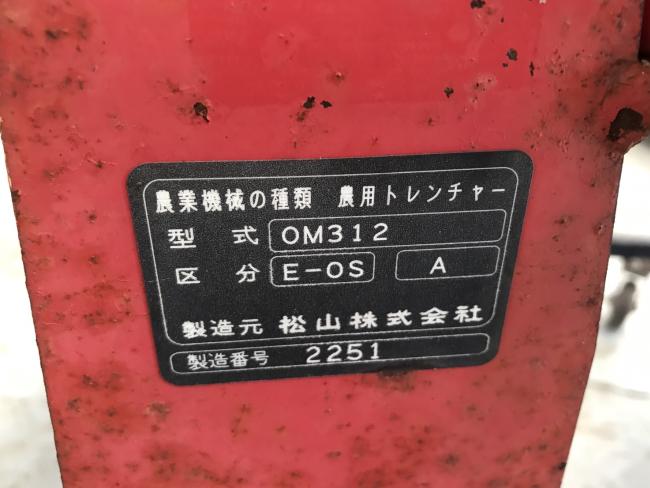 農業機械の種類 農用トレンチャー
型式 OM312
区分 E-0S A
製造元 松山株式会社
製造番号 2251